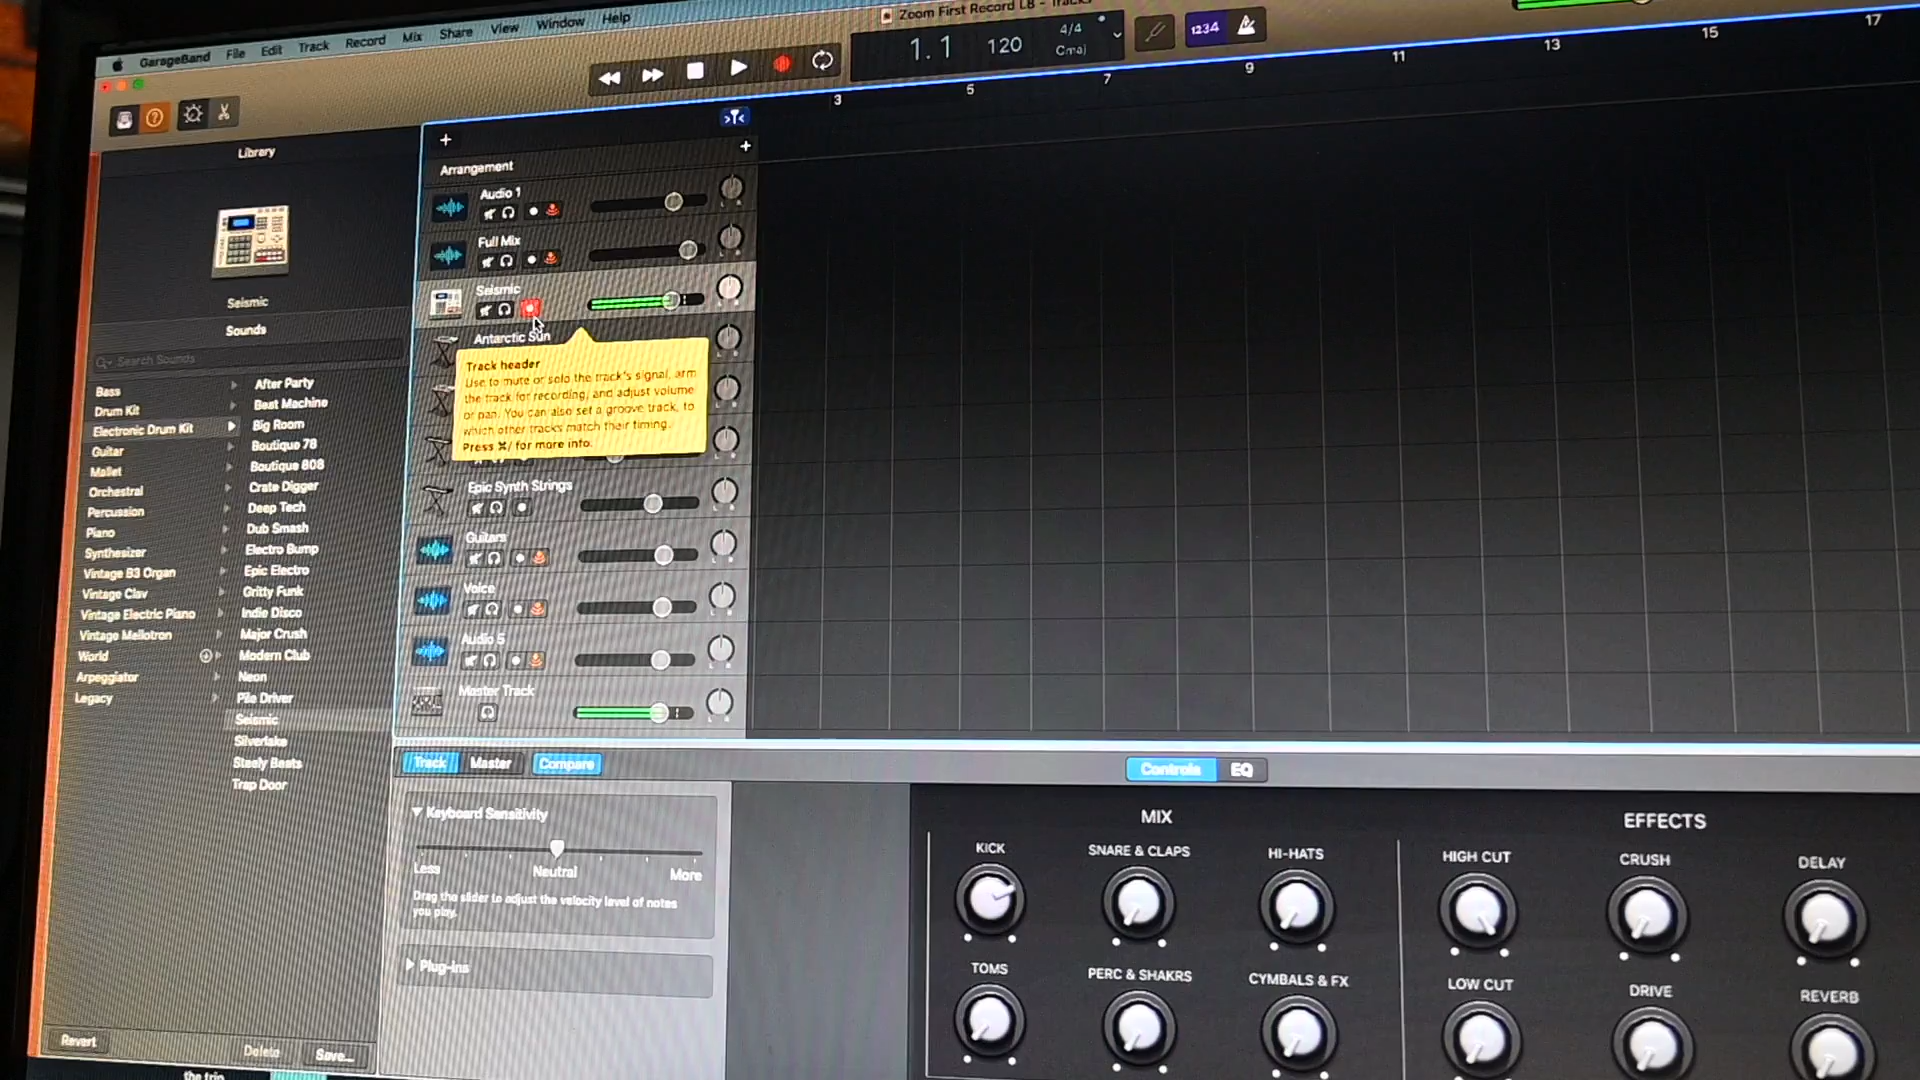 GarageBand File Edit Track Record Mix Share View Window Help
Zoom First Record L8 - Tracks
1.1 120 4/4 Cmaj
1234
3 5 7 9 11 13 15 17
Library
Seismic
Sounds
Search Sounds
Bass
Drum Kit
Electronic Drum Kit
Guitar
Mallet
Orchestral
Percussion
Piano
Synthesizer
Vintage B3 Organ
Vintage Clav
Vintage Electric Piano
Vintage Mellotron
World
Arpeggiator
Legacy
After Party
Beat Machine
Big Room
Boutique 78
Boutique 808
Crate Digger
Deep Tech
Dub Smash
Electro Bump
Epic Electro
Gritty Funk
Indie Disco
Major Crush
Modern Club
Neon
Pile Driver
Seismic
Silverlake
Steely Beats
Trap Door
Revert
Delete
Save...
the trip
Arrangement
Audio 1
Full Mix
Seismic
Antarctic Sun
Track header
Use to mute or solo the track's signal, arm
the track for recording, and adjust volume
or pan. You can also set a groove track, to
which other tracks match their timing.
Press ⌘/ for more info.
Epic Synth Strings
Guitars
Voice
Audio 5
Master Track
Track Master Compare
Controls EQ
Keyboard Sensitivity
Less Neutral More
Drag the slider to adjust the velocity level of notes
you play.
Plug-ins
MIX
KICK SNARE & CLAPS HI-HATS
TOMS PERC & SHAKRS CYMBALS & FX
EFFECTS
HIGH CUT CRUSH DELAY
LOW CUT DRIVE REVERB